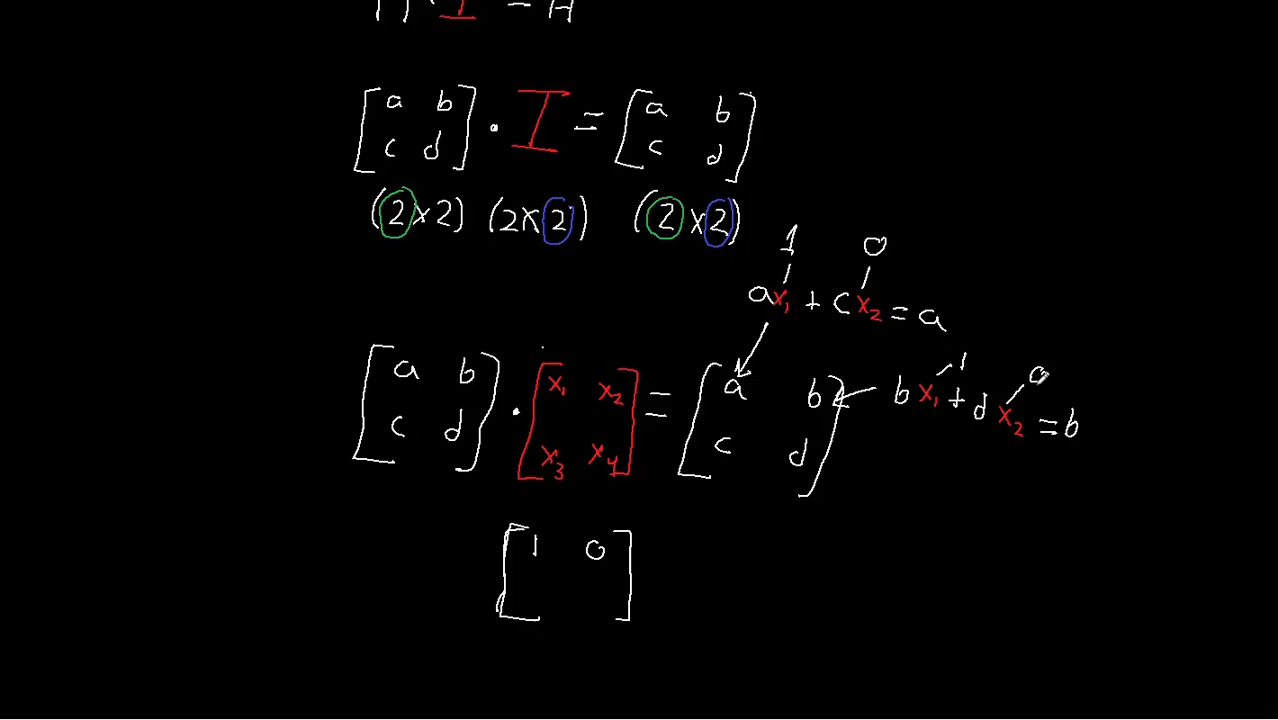 I = A
[a b
c d] · I = [a b
c d]
(2x2) (2x2) (2x2)
1 0
ax₁ + cx₂ = a
[a b
c d] · [x₁ x₂
x₃ x₄] = [a b
c d]
1 0
bx₁ + dx₂ = b
[1 0]